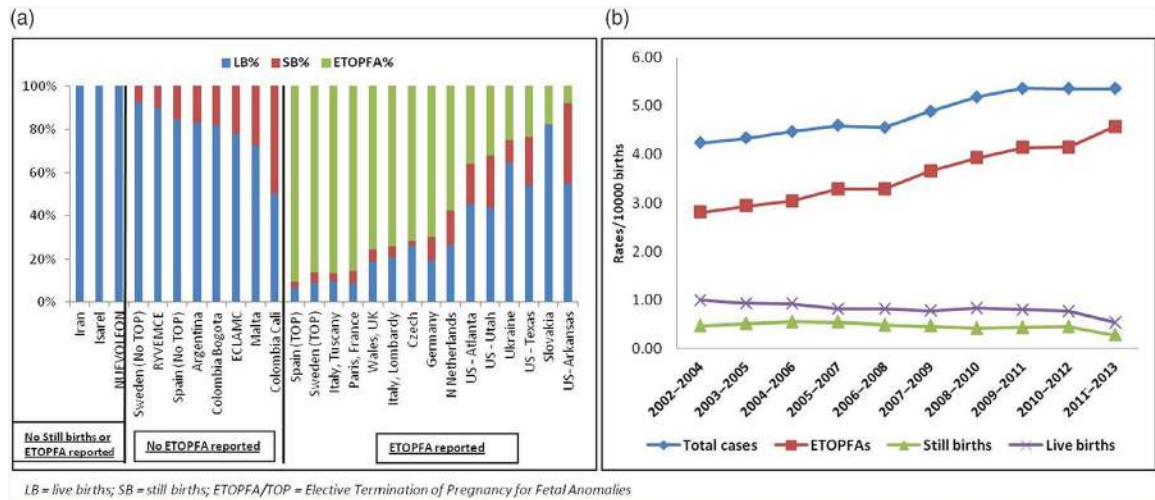 (a)
LB% SB% ETOPFA%
100%
80%
60%
40%
20%
0%
Iran
Isarel
NUEVOLEON
Sweden (No TOP)
RYVEMCE
Spain (No TOP)
Argentina
Colombia Bogota
ECLAMC
Malta
Colombia Cali
Spain (TOP)
Sweden (TOP)
Italy, Tuscany
Paris, France
Wales, UK
Italy, Lombardy
Czech
Germany
N Netherlands
US - Atlanta
US - Utah
Ukraine
US - Texas
Slovakia
US- Arkansas
No Still births or
ETOPFA reported
No ETOPFA reported
ETOPFA reported
(b)
Rates/10000 births
6.00
5.00
4.00
3.00
2.00
1.00
0.00
2002–2004
2003–2005
2004–2006
2005–2007
2006–2008
2007–2009
2008–2010
2009–2011
2010–2012
2011–2013
Total cases ETOPFAs Still births Live births
LB = live births; SB = still births; ETOPFA/TOP = Elective Termination of Pregnancy for Fetal Anomalies